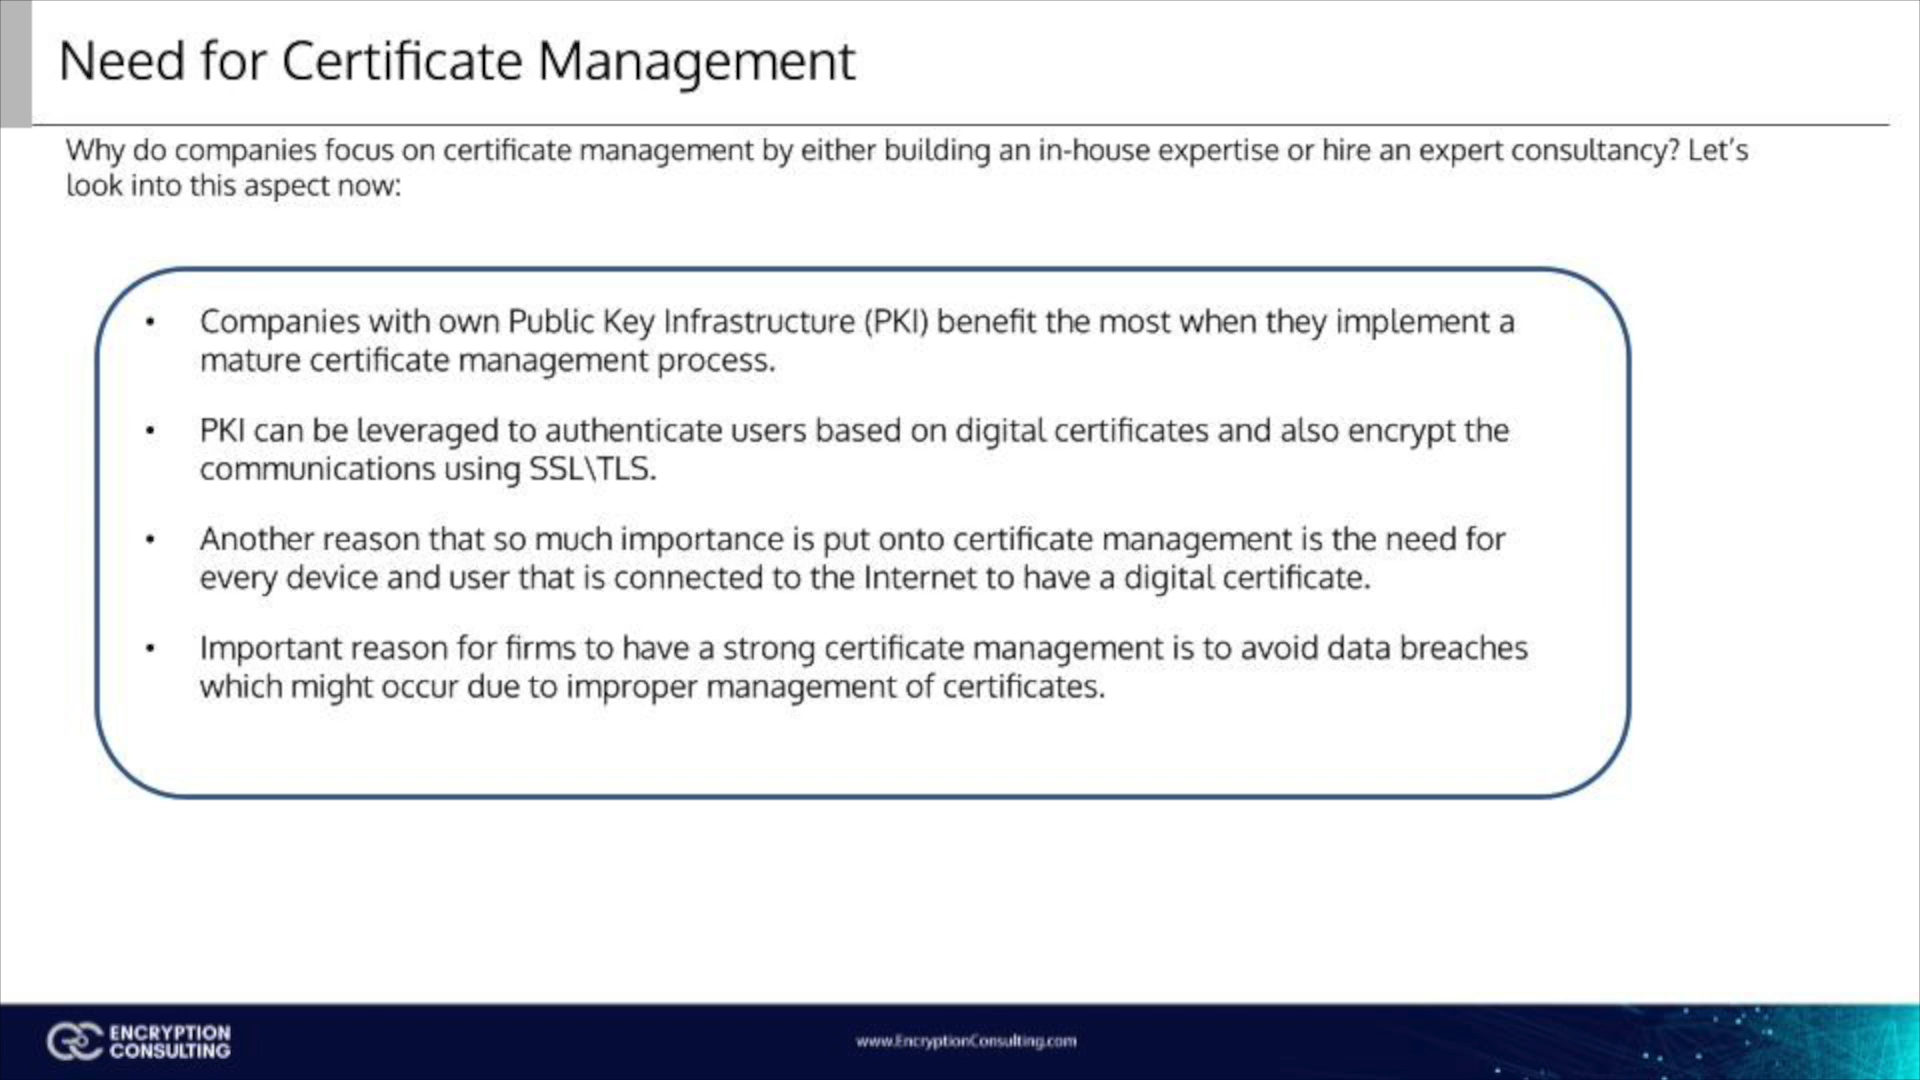 Need for Certificate Management
Why do companies focus on certificate management by either building an in-house expertise or hire an expert consultancy? Let's
look into this aspect now:
• Companies with own Public Key Infrastructure (PKI) benefit the most when they implement a
mature certificate management process.
• PKI can be leveraged to authenticate users based on digital certificates and also encrypt the
communications using SSL\TLS.
• Another reason that so much importance is put onto certificate management is the need for
every device and user that is connected to the Internet to have a digital certificate.
• Important reason for firms to have a strong certificate management is to avoid data breaches
which might occur due to improper management of certificates.
ENCRYPTION
CONSULTING
www.EncryptionConsulting.com